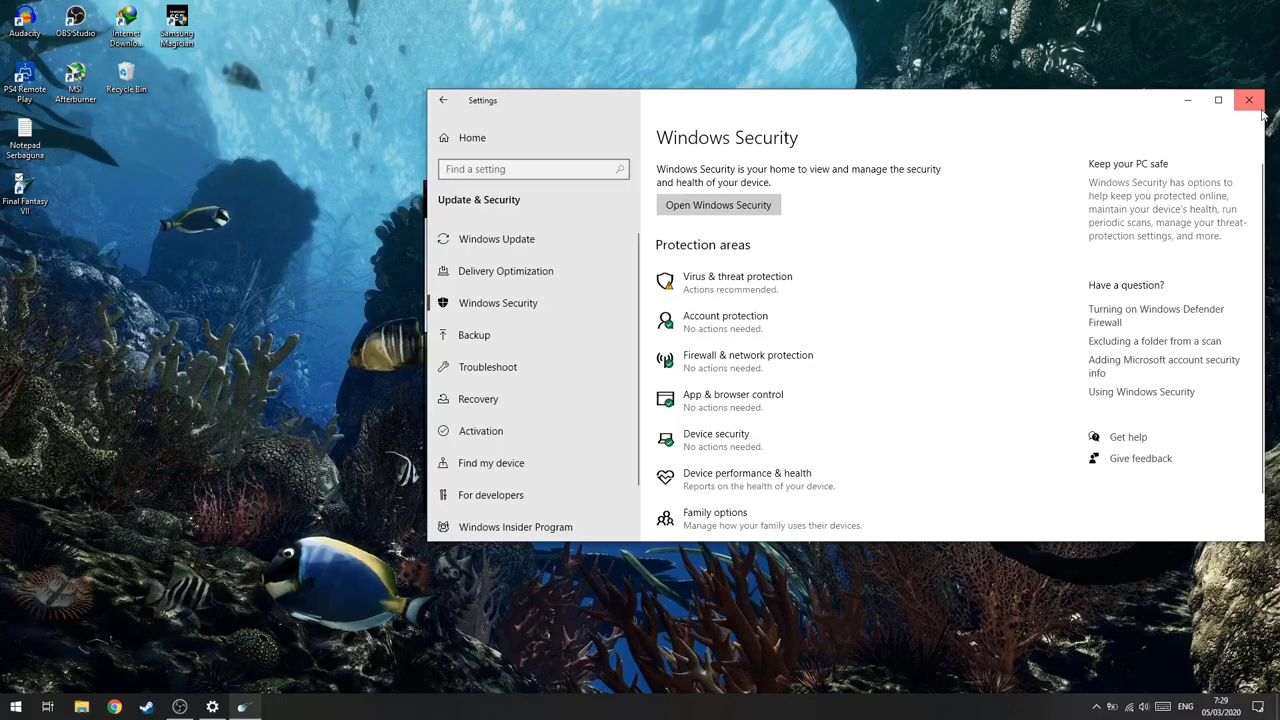 Audacity
OBS Studio
Internet
Downlo...
SAMSUNG
SSD
Samsung
Magician
PS4 Remote
Play
MSI
Afterburner
Recycle Bin
Notepad
Serbaguna
Final Fantasy
VII
Settings
Home
Find a setting
Update & Security
Windows Update
Delivery Optimization
Windows Security
Backup
Troubleshoot
Recovery
Activation
Find my device
For developers
Windows Insider Program
Windows Security
Windows Security is your home to view and manage the security
and health of your device.
Open Windows Security
Protection areas
Virus & threat protection
Actions recommended.
Account protection
No actions needed.
Firewall & network protection
No actions needed.
App & browser control
No actions needed.
Device security
No actions needed.
Device performance & health
Reports on the health of your device.
Family options
Manage how your family uses their devices.
Keep your PC safe
Windows Security has options to
help keep you protected online,
maintain your device's health, run
periodic scans, manage your threat-
protection settings, and more.
Have a question?
Turning on Windows Defender
Firewall
Excluding a folder from a scan
Adding Microsoft account security
info
Using Windows Security
Get help
Give feedback
ENG
7:29
05/03/2020